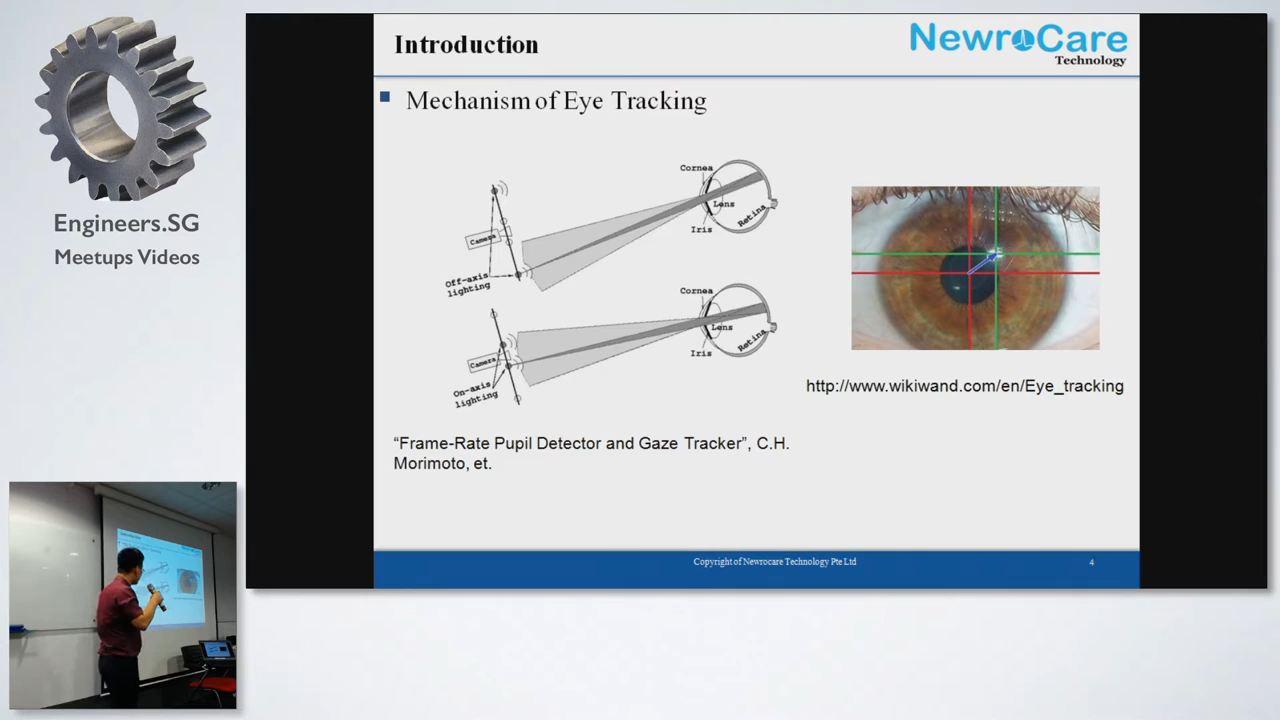 Engineers.SG
Meetups Videos
Introduction
NewroCare
Technology
Mechanism of Eye Tracking
Cornea
Lens
Iris
Retina
Camera
Off-axis
lighting
Cornea
Lens
Iris
Retina
Camera
On-axis
lighting
http://www.wikiwand.com/en/Eye_tracking
“Frame-Rate Pupil Detector and Gaze Tracker”, C.H.
Morimoto, et.
Copyright of Newrocare Technology Pte Ltd
4